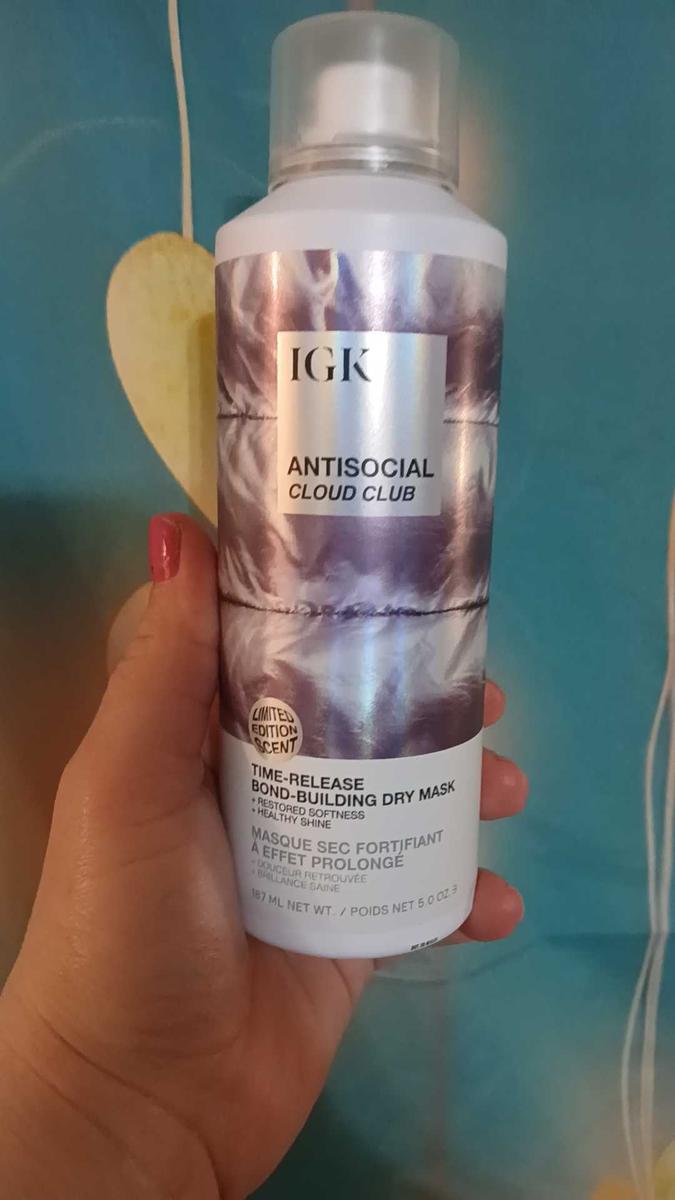 IGK
ANTISOCIAL
CLOUD CLUB
LIMITED
EDITION
SCENT
TIME-RELEASE
BOND-BUILDING DRY MASK
+ RESTORED SOFTNESS
+ HEALTHY SHINE
MASQUE SEC FORTIFIANT
À EFFET PROLONGÉ
+ DOUCEUR RETROUVÉE
+ BRILLANCE SAINE
187 ML NET WT. / POIDS NET 5.0 OZ